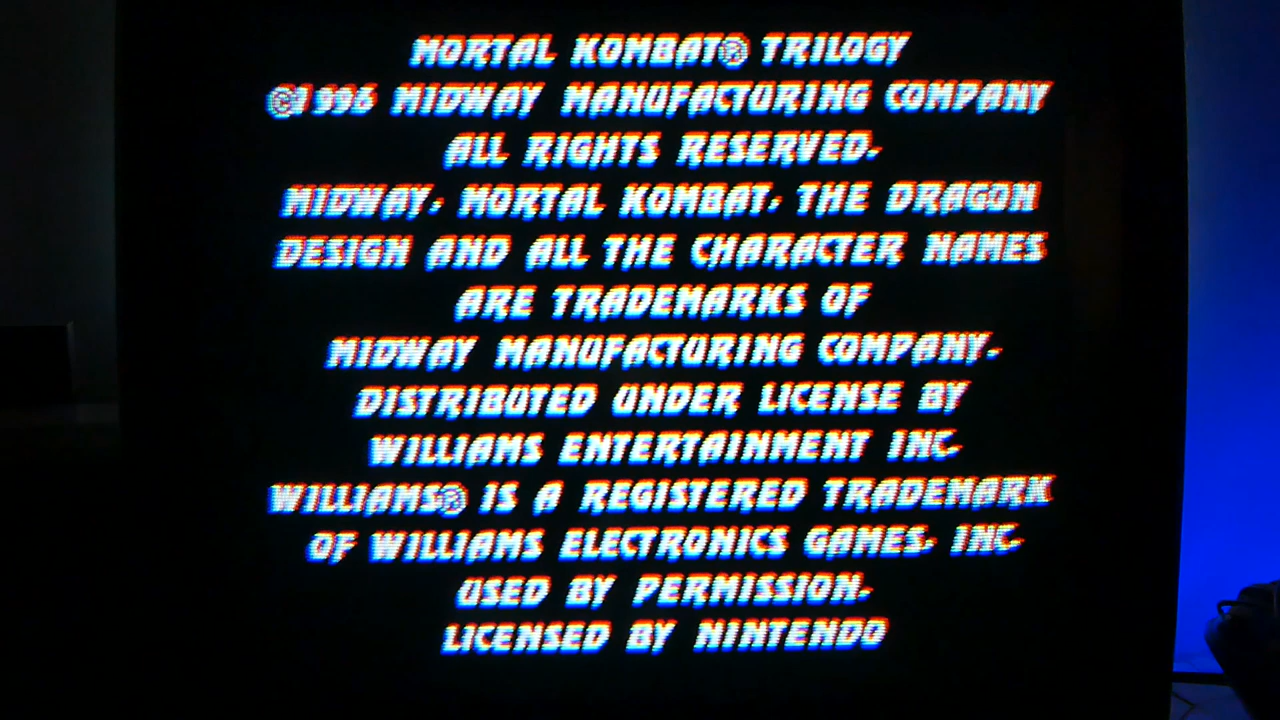 MORTAL KOMBAT® TRILOGY
©1996 MIDWAY MANUFACTURING COMPANY
ALL RIGHTS RESERVED.
MIDWAY, MORTAL KOMBAT, THE DRAGON
DESIGN AND ALL THE CHARACTER NAMES
ARE TRADEMARKS OF
MIDWAY MANUFACTURING COMPANY.
DISTRIBUTED UNDER LICENSE BY
WILLIAMS ENTERTAINMENT INC.
WILLIAMS® IS A REGISTERED TRADEMARK
OF WILLIAMS ELECTRONICS GAMES, INC.
USED BY PERMISSION.
LICENSED BY NINTENDO